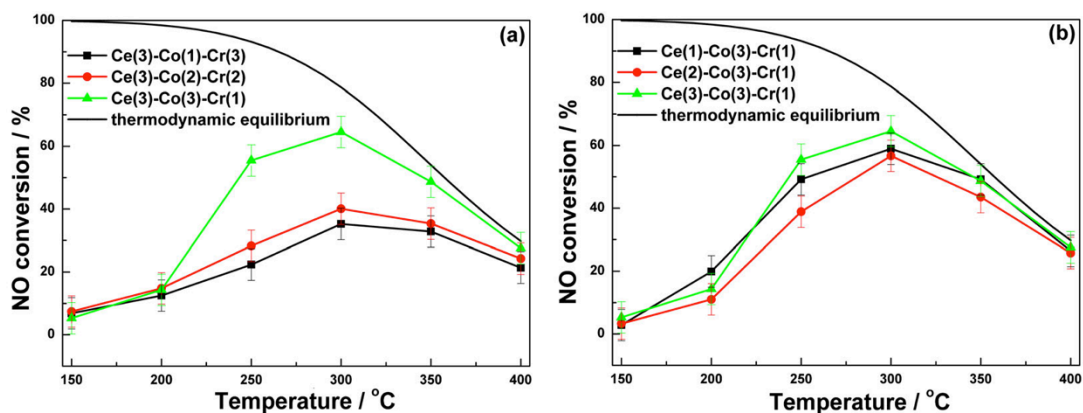 (a)
Ce(3)-Co(1)-Cr(3)
Ce(3)-Co(2)-Cr(2)
Ce(3)-Co(3)-Cr(1)
thermodynamic equilibrium
NO conversion / %
100
80
60
40
20
0
150 200 250 300 350 400
Temperature / °C
(b)
Ce(1)-Co(3)-Cr(1)
Ce(2)-Co(3)-Cr(1)
Ce(3)-Co(3)-Cr(1)
thermodynamic equilibrium
NO conversion / %
100
80
60
40
20
0
150 200 250 300 350 400
Temperature / °C